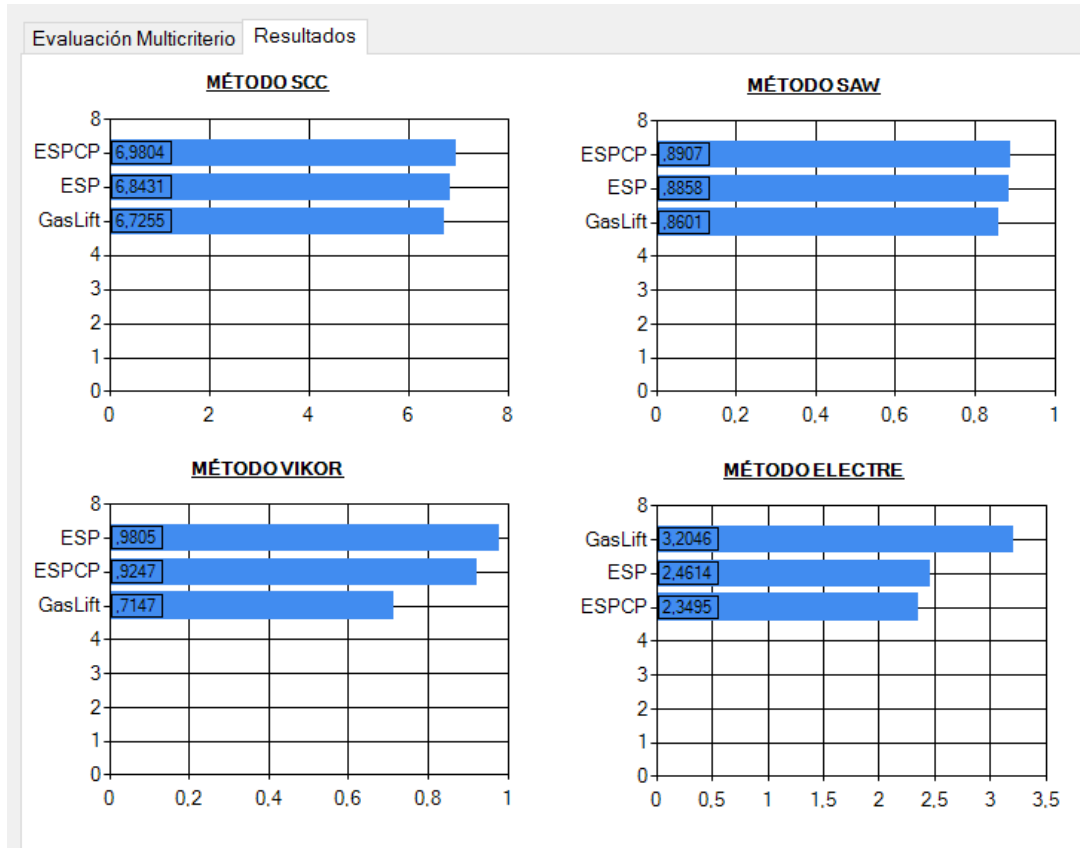 Evaluación Multicriterio
Resultados
MÉTODO SCC
8
ESPCP 6,9804
ESP 6,8431
GasLift 6,7255
4
3
2
1
0
0 2 4 6 8
MÉTODO SAW
8
ESPCP ,8907
ESP ,8858
GasLift ,8601
4
3
2
1
0
0 0,2 0,4 0,6 0,8 1
MÉTODO VIKOR
8
ESP ,9805
ESPCP ,9247
GasLift ,7147
4
3
2
1
0
0 0,2 0,4 0,6 0,8 1
MÉTODO ELECTRE
8
GasLift 3,2046
ESP 2,4614
ESPCP 2,3495
4
3
2
1
0
0 0,5 1 1,5 2 2,5 3 3,5